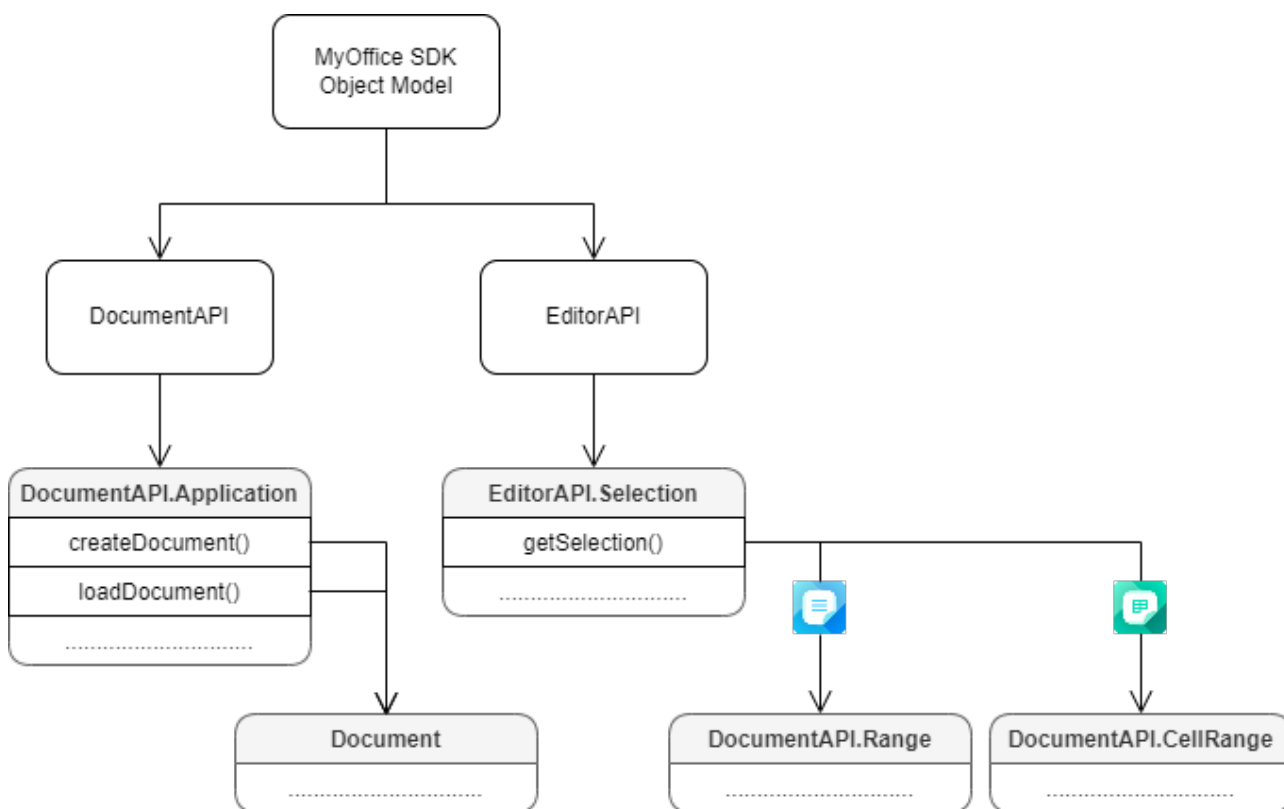 MyOffice SDK
Object Model
DocumentAPI
EditorAPI
DocumentAPI.Application
createDocument()
loadDocument()
..............................
EditorAPI.Selection
getSelection()
..............................
Document
...............................
DocumentAPI.Range
..............................
DocumentAPI.CellRange
..............................